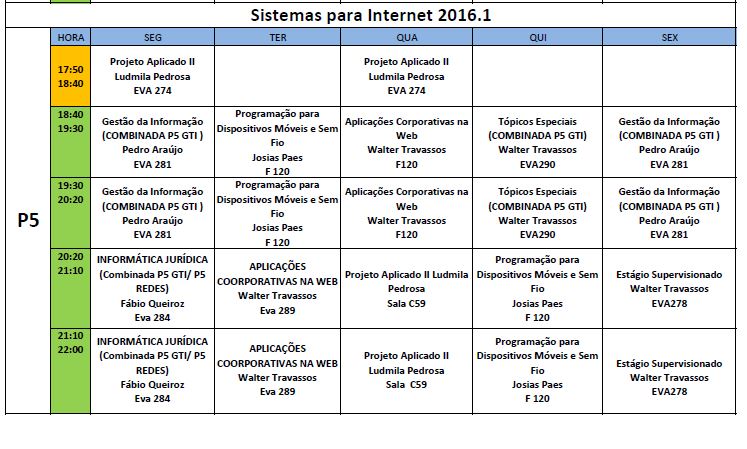 Sistemas para Internet 2016.1
HORA SEG TER QUA QUI SEX
P5
17:50
18:40
Projeto Aplicado II
Ludmila Pedrosa
EVA 274
Projeto Aplicado II
Ludmila Pedrosa
EVA 274
18:40
19:30
Gestão da Informação
(COMBINADA P5 GTI )
Pedro Araújo
EVA 281
Programação para
Dispositivos Móveis e Sem
Fio
Josias Paes
F 120
Aplicações Corporativas na
Web
Walter Travassos
F120
Tópicos Especiais
(COMBINADA P5 GTI)
Walter Travassos
EVA290
Gestão da Informação
(COMBINADA P5 GTI )
Pedro Araújo
EVA 281
19:30
20:20
Gestão da Informação
(COMBINADA P5 GTI )
Pedro Araújo
EVA 281
Programação para
Dispositivos Móveis e Sem
Fio
Josias Paes
F 120
Aplicações Corporativas na
Web
Walter Travassos
F120
Tópicos Especiais
(COMBINADA P5 GTI)
Walter Travassos
EVA290
Gestão da Informação
(COMBINADA P5 GTI )
Pedro Araújo
EVA 281
20:20
21:10
INFORMÁTICA JURÍDICA
(Combinada P5 GTI/ P5
REDES)
Fábio Queiroz
Eva 284
APLICAÇÕES
COORPORATIVAS NA WEB
Walter Travassos
Eva 289
Projeto Aplicado II Ludmila
Pedrosa
Sala C59
Programação para
Dispositivos Móveis e Sem
Fio
Josias Paes
F 120
Estágio Supervisionado
Walter Travassos
EVA278
21:10
22:00
INFORMÁTICA JURÍDICA
(Combinada P5 GTI/ P5
REDES)
Fábio Queiroz
Eva 284
APLICAÇÕES
COORPORATIVAS NA WEB
Walter Travassos
Eva 289
Projeto Aplicado II
Ludmila Pedrosa
Sala C59
Programação para
Dispositivos Móveis e Sem
Fio
Josias Paes
F 120
Estágio Supervisionado
Walter Travassos
EVA278